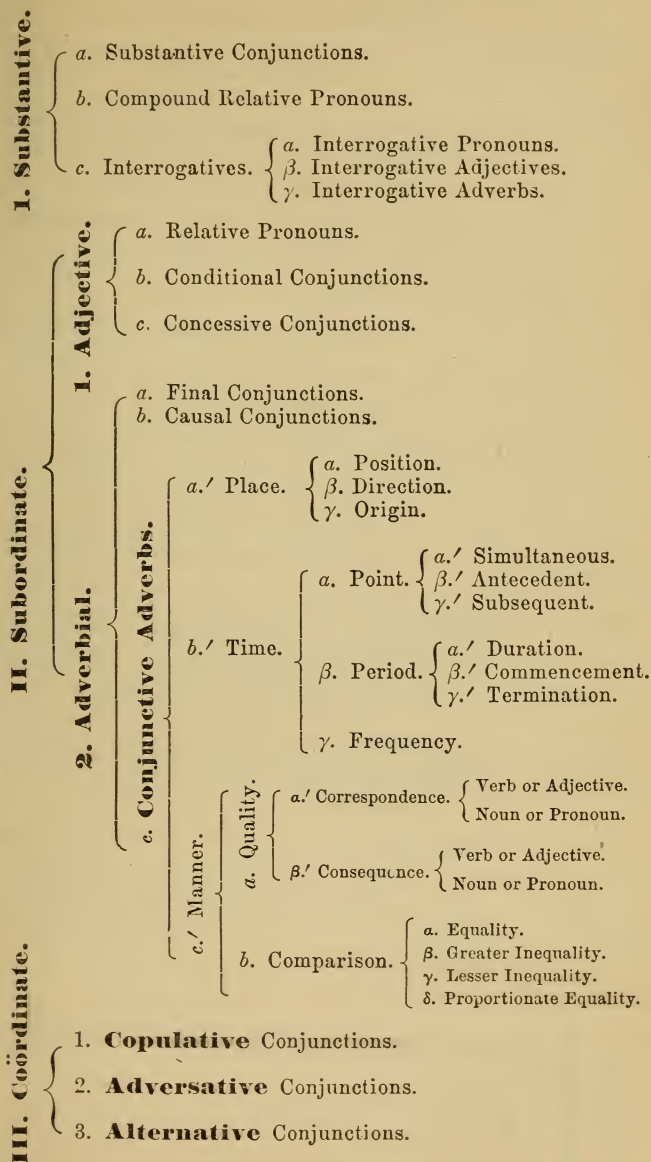 I. Substantive.
a. Substantive Conjunctions.
b. Compound Relative Pronouns.
c. Interrogatives.
α. Interrogative Pronouns.
β. Interrogative Adjectives.
γ. Interrogative Adverbs.
II. Subordinate.
1. Adjective.
a. Relative Pronouns.
b. Conditional Conjunctions.
c. Concessive Conjunctions.
2. Adverbial.
a. Final Conjunctions.
b. Causal Conjunctions.
c. Conjunctive Adverbs.
a.′ Place.
α. Position.
β. Direction.
γ. Origin.
b.′ Time.
α. Point.
α.′ Simultaneous.
β.′ Antecedent.
γ.′ Subsequent.
β. Period.
α.′ Duration.
β.′ Commencement.
γ.′ Termination.
γ. Frequency.
c.′ Manner.
a. Quality.
α.′ Correspondence.
Verb or Adjective.
Noun or Pronoun.
β.′ Consequence.
Verb or Adjective.
Noun or Pronoun.
b. Comparison.
α. Equality.
β. Greater Inequality.
γ. Lesser Inequality.
δ. Proportionate Equality.
III. Coördinate.
1. Copulative Conjunctions.
2. Adversative Conjunctions.
3. Alternative Conjunctions.